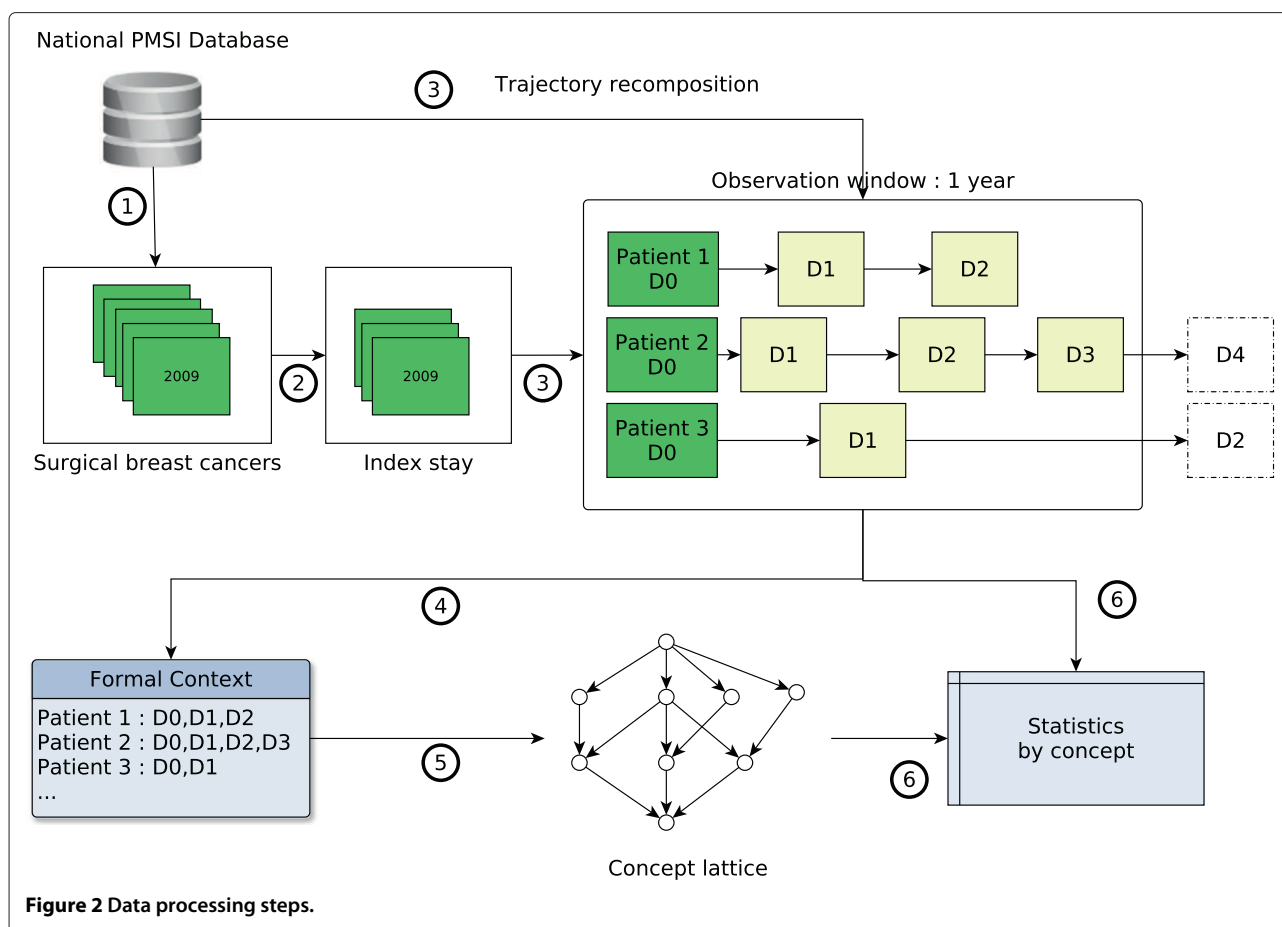 National PMSI Database
3
Trajectory recomposition
1
Observation window : 1 year
Patient 1
D0
D1
D2
2009
2009
2
3
Patient 2
D0
D1
D2
D3
D4
Patient 3
D0
D1
D2
Surgical breast cancers
Index stay
4
6
Formal Context
Patient 1 : D0,D1,D2
Patient 2 : D0,D1,D2,D3
Patient 3 : D0,D1
...
5
6
Statistics
by concept
Concept lattice
Figure 2 Data processing steps.